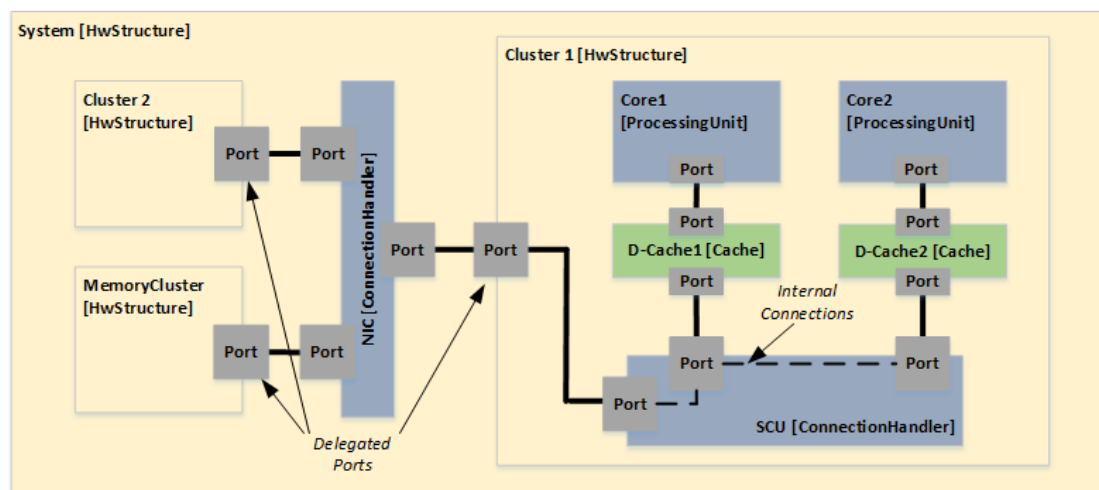 System [HwStructure]
Cluster 1 [HwStructure]
Cluster 2
[HwStructure]
Port
Port
NIC [ConnectionHandler]
Port
Port
MemoryCluster
[HwStructure]
Port
Port
Delegated
Ports
Core1
[ProcessingUnit]
Port
Port
D-Cache1 [Cache]
Port
Core2
[ProcessingUnit]
Port
Port
D-Cache2 [Cache]
Port
Internal
Connections
Port
Port
Port
SCU [ConnectionHandler]